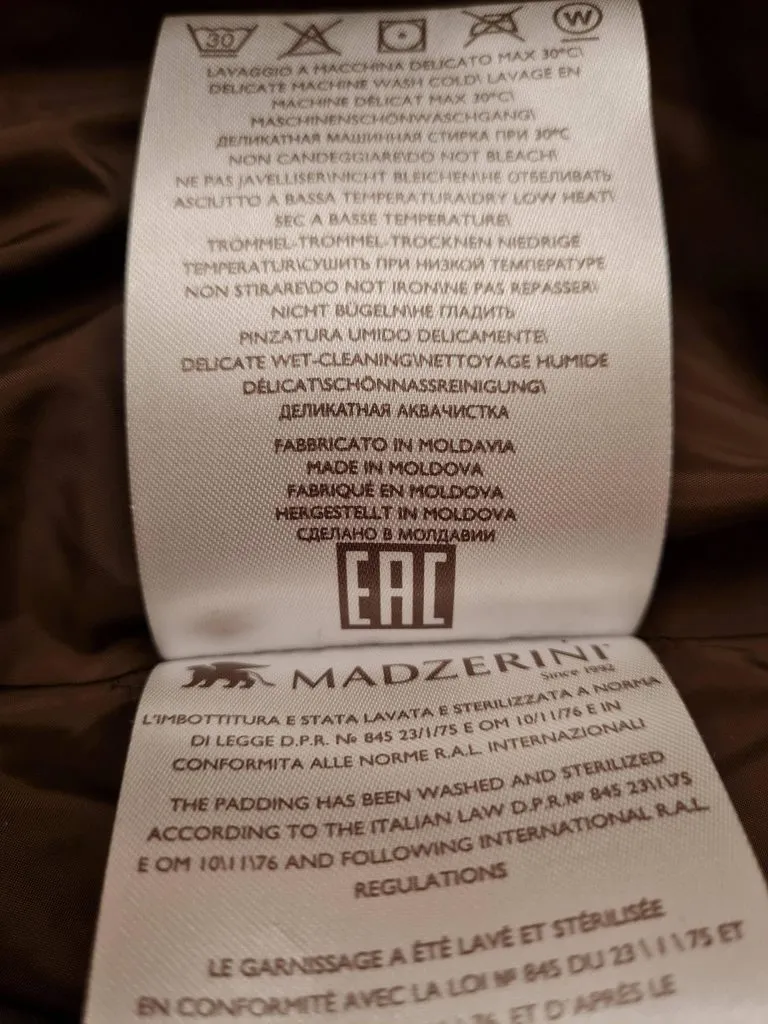 30
W
LAVAGGIO A MACCHINA DELICATO MAX 30°C\
DELICATE MACHINE WASH COLD\ LAVAGE EN
MACHINE DÉLICAT MAX 30°C\
MASCHINENSCHÖNWASCHGANG\
ДЕЛИКАТНАЯ МАШИННАЯ СТИРКА ПРИ 30°C
NON CANDEGGIARE\DO NOT BLEACH\
NE PAS JAVELLISER\NICHT BLEICHEN\НЕ ОТБЕЛИВАТЬ
ASCIUTTO A BASSA TEMPERATURA\DRY LOW HEAT\
SEC A BASSE TEMPERATURE\
TROMMEL-TROMMEL-TROCKNEN NIEDRIGE
TEMPERATUR\СУШИТЬ ПРИ НИЗКОЙ ТЕМПЕРАТУРЕ
NON STIRARE\DO NOT IRON\NE PAS REPASSER\
NICHT BÜGELN\НЕ ГЛАДИТЬ
PINZATURA UMIDO DELICAMENTE\
DELICATE WET-CLEANING\NETTOYAGE HUMIDE
DÉLICAT\SCHÖNNASSREINIGUNG\
ДЕЛИКАТНАЯ АКВАЧИСТКА
FABBRICATO IN MOLDAVIA
MADE IN MOLDOVA
FABRIQUÉ EN MOLDOVA
HERGESTELLT IN MOLDOVA
СДЕЛАНО В МОЛДАВИИ
EAC
MADZERINI
Since 1992
L'IMBOTTITURA E STATA LAVATA E STERILIZZATA A NORMA
DI LEGGE D.P.R. № 845 23/1/75 E OM 10/11/76 E IN
CONFORMITA ALLE NORME R.A.L. INTERNAZIONALI
THE PADDING HAS BEEN WASHED AND STERILIZED
ACCORDING TO THE ITALIAN LAW D.P.R.№ 845 23\1\75
E OM 10\11\76 AND FOLLOWING INTERNATIONAL R.A.L.
REGULATIONS
LE GARNISSAGE A ÉTÉ LAVÉ ET STÉRILISÉE
EN CONFORMITÉ AVEC LA LOI № 845 DU 23\1\75 ET
76 ET D'APRÈS LE